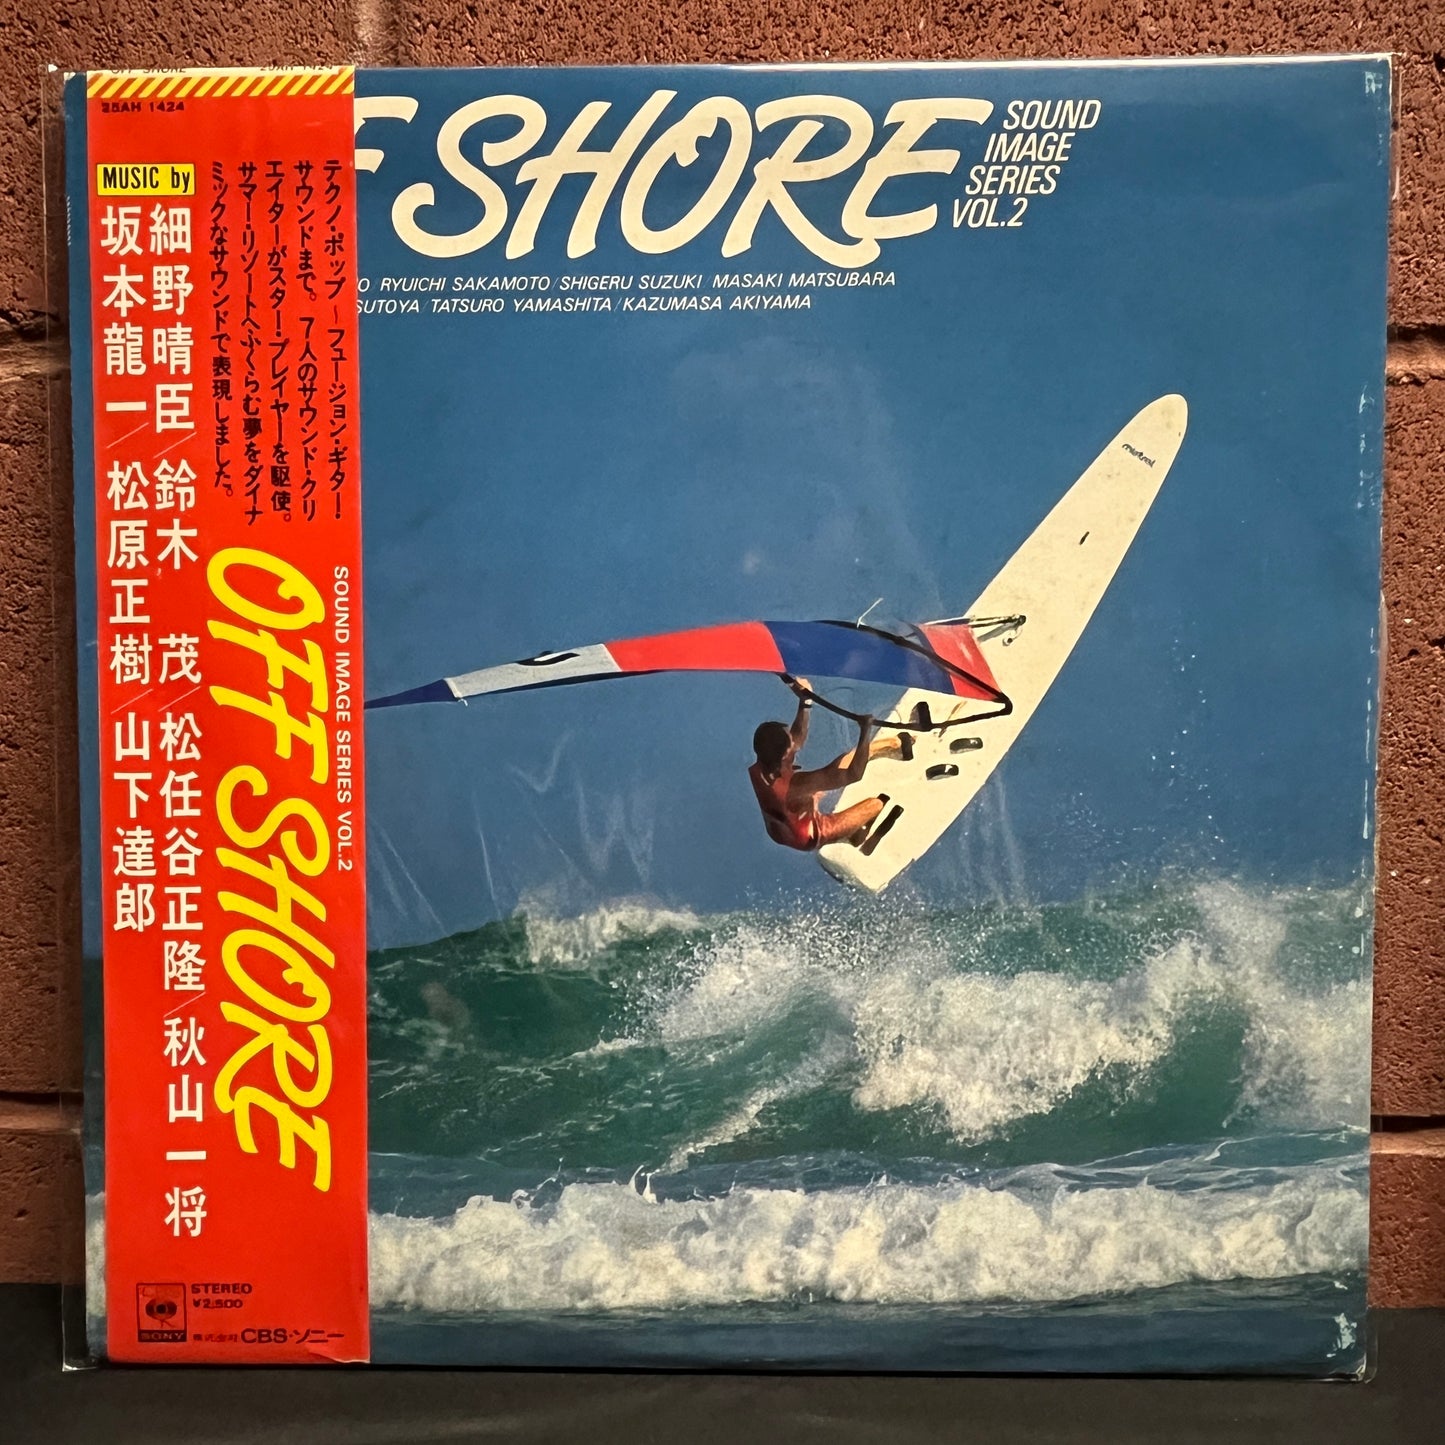 OFF SHORE 25AH 1424
25AH 1424
MUSIC by
細野晴臣/鈴木 茂/松任谷正隆/秋山一将
坂本龍一/松原正樹/山下達郎
テクノ・ポップ〜フュージョン・ギター・
サウンドまで。7人のサウンド・クリ
エイターがスター・プレイヤーを駆使。
サマー・リゾートへふくらむ夢をダイナ
ミックなサウンドで表現しました。
SOUND IMAGE SERIES VOL.2
OFF SHORE
STEREO
¥2,500
SONY
株式会社 CBS・ソニー
F SHORE
SOUND
IMAGE
SERIES
VOL.2
O RYUICHI SAKAMOTO/SHIGERU SUZUKI/MASAKI MATSUBARA
SUTOYA/TATSURO YAMASHITA/KAZUMASA AKIYAMA
mistral